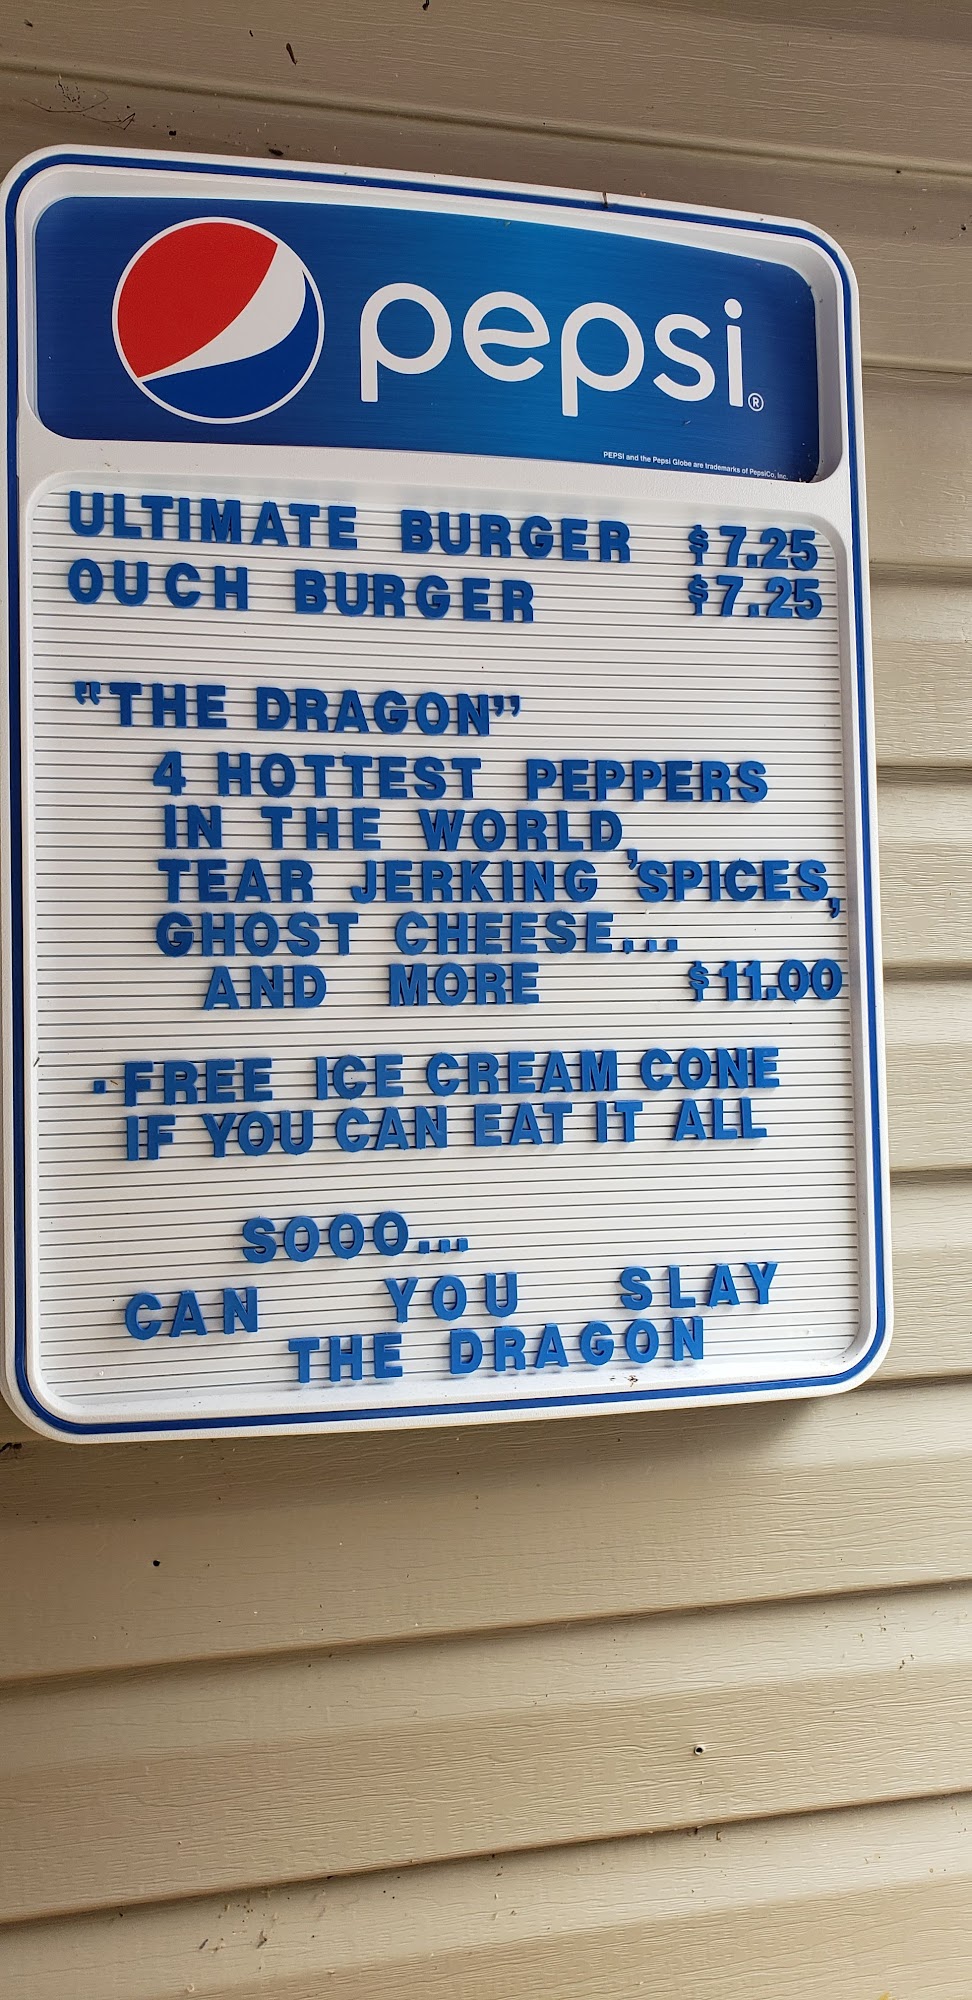 pepsi®
PEPSI and the Pepsi Globe are trademarks of PepsiCo, Inc.
ULTIMATE BURGER $7.25
OUCH BURGER $7.25
"THE DRAGON"
4 HOTTEST PEPPERS
IN THE WORLD,
TEAR JERKING 'SPICES,
GHOST CHEESE...
AND MORE $11.00
.FREE ICE CREAM CONE
IF YOU CAN EAT IT ALL
SOOO...
CAN YOU SLAY
THE DRAGON